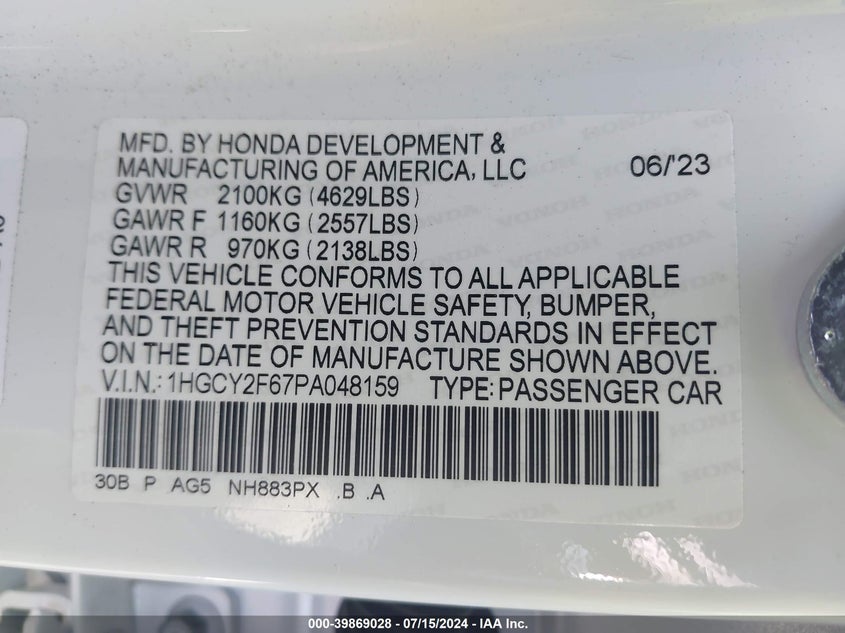 MFD. BY HONDA DEVELOPMENT &
MANUFACTURING OF AMERICA, LLC 06/'23
GVWR 2100KG (4629LBS)
GAWR F 1160KG (2557LBS)
GAWR R 970KG (2138LBS)
THIS VEHICLE CONFORMS TO ALL APPLICABLE
FEDERAL MOTOR VEHICLE SAFETY, BUMPER,
AND THEFT PREVENTION STANDARDS IN EFFECT
ON THE DATE OF MANUFACTURE SHOWN ABOVE.
V.I.N.: 1HGCY2F67PA048159 TYPE: PASSENGER CAR
30B P AG5 NH883PX .B .A
000-39869028 - 07/15/2024 - IAA Inc.